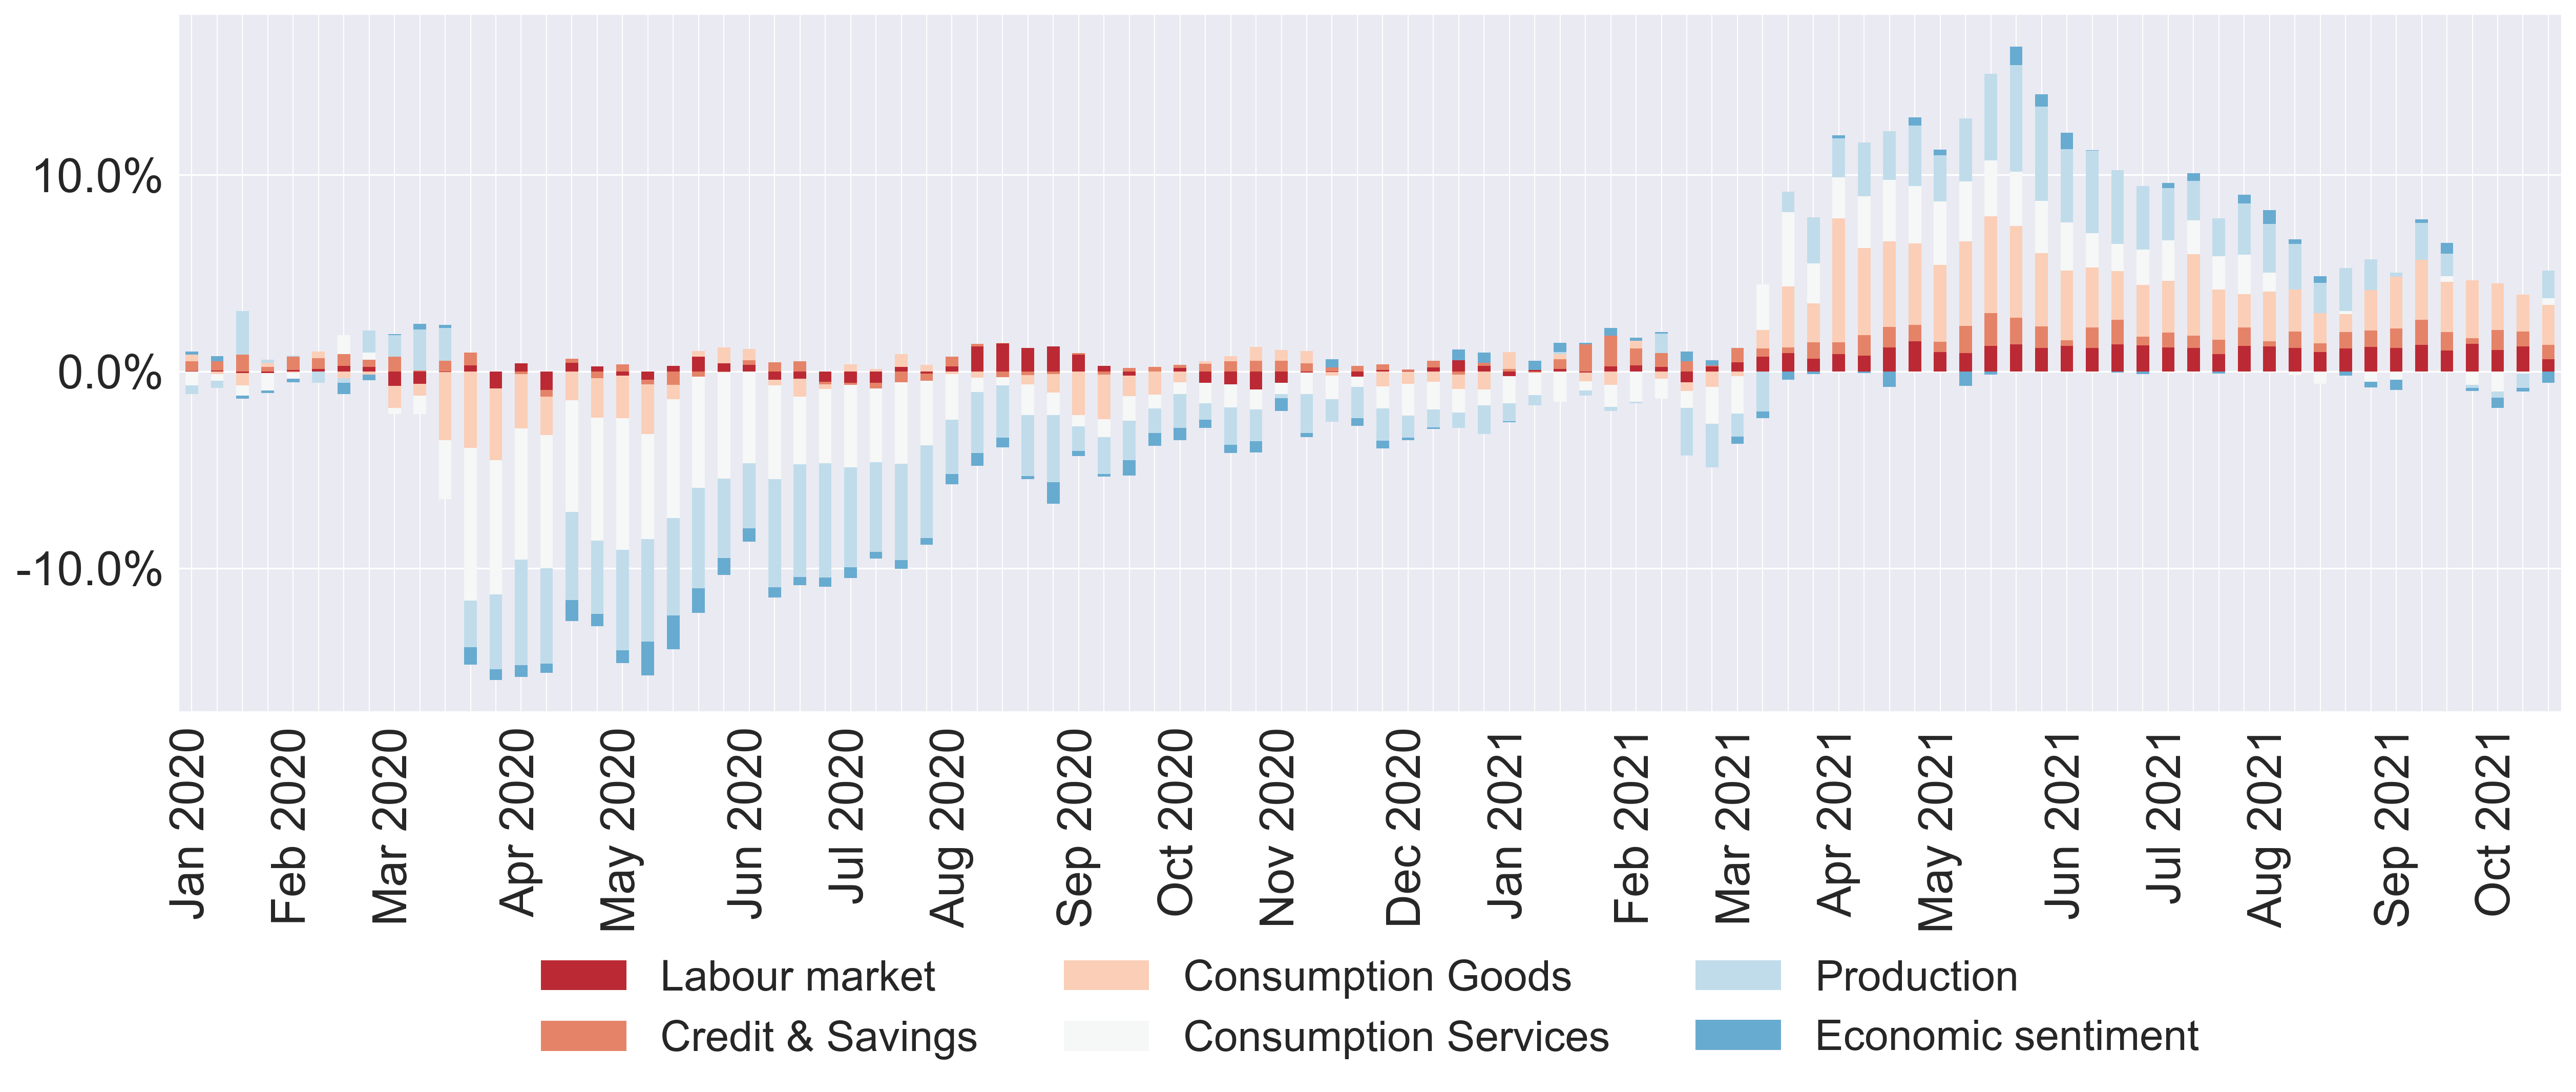 10.0%
0.0%
-10.0%
Jan 2020
Feb 2020
Mar 2020
Apr 2020
May 2020
Jun 2020
Jul 2020
Aug 2020
Sep 2020
Oct 2020
Nov 2020
Dec 2020
Jan 2021
Feb 2021
Mar 2021
Apr 2021
May 2021
Jun 2021
Jul 2021
Aug 2021
Sep 2021
Oct 2021
Labour market
Consumption Goods
Production
Credit & Savings
Consumption Services
Economic sentiment